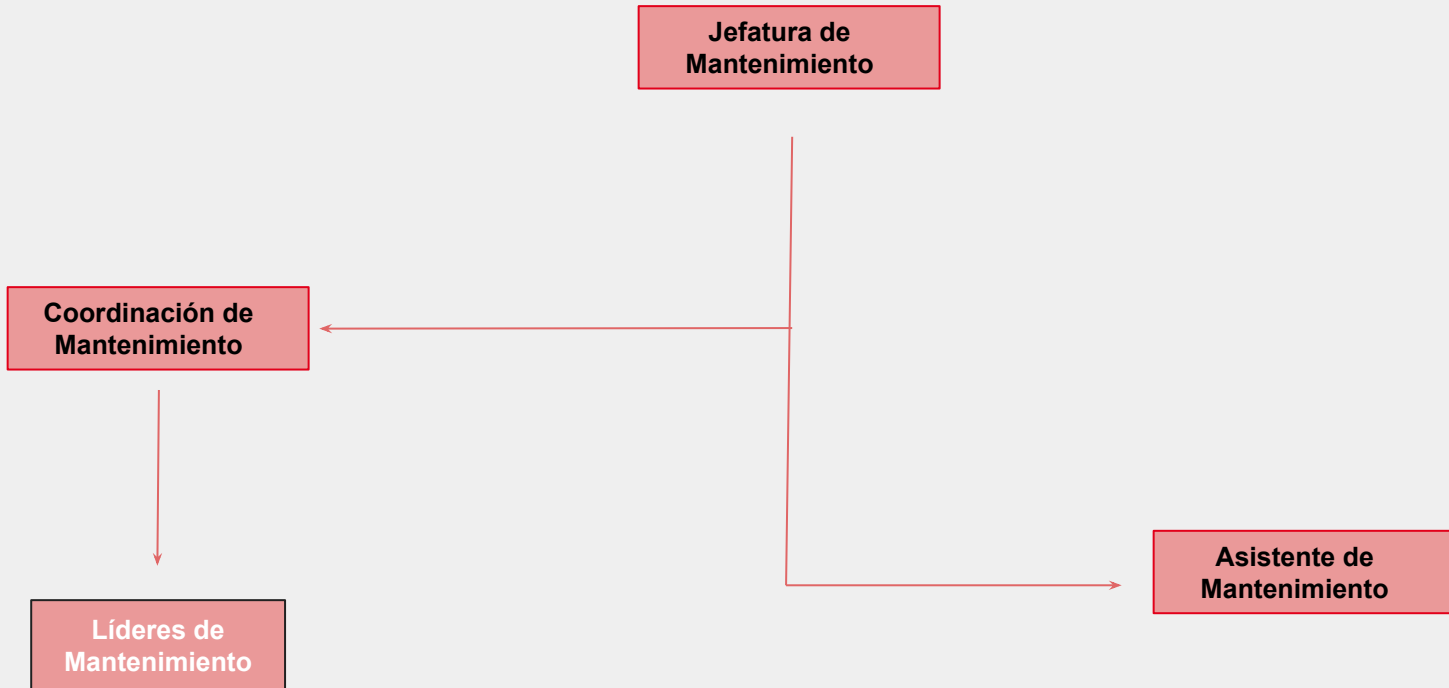 Jefatura de
Mantenimiento
Coordinación de
Mantenimiento
Asistente de
Mantenimiento
Líderes de
Mantenimiento